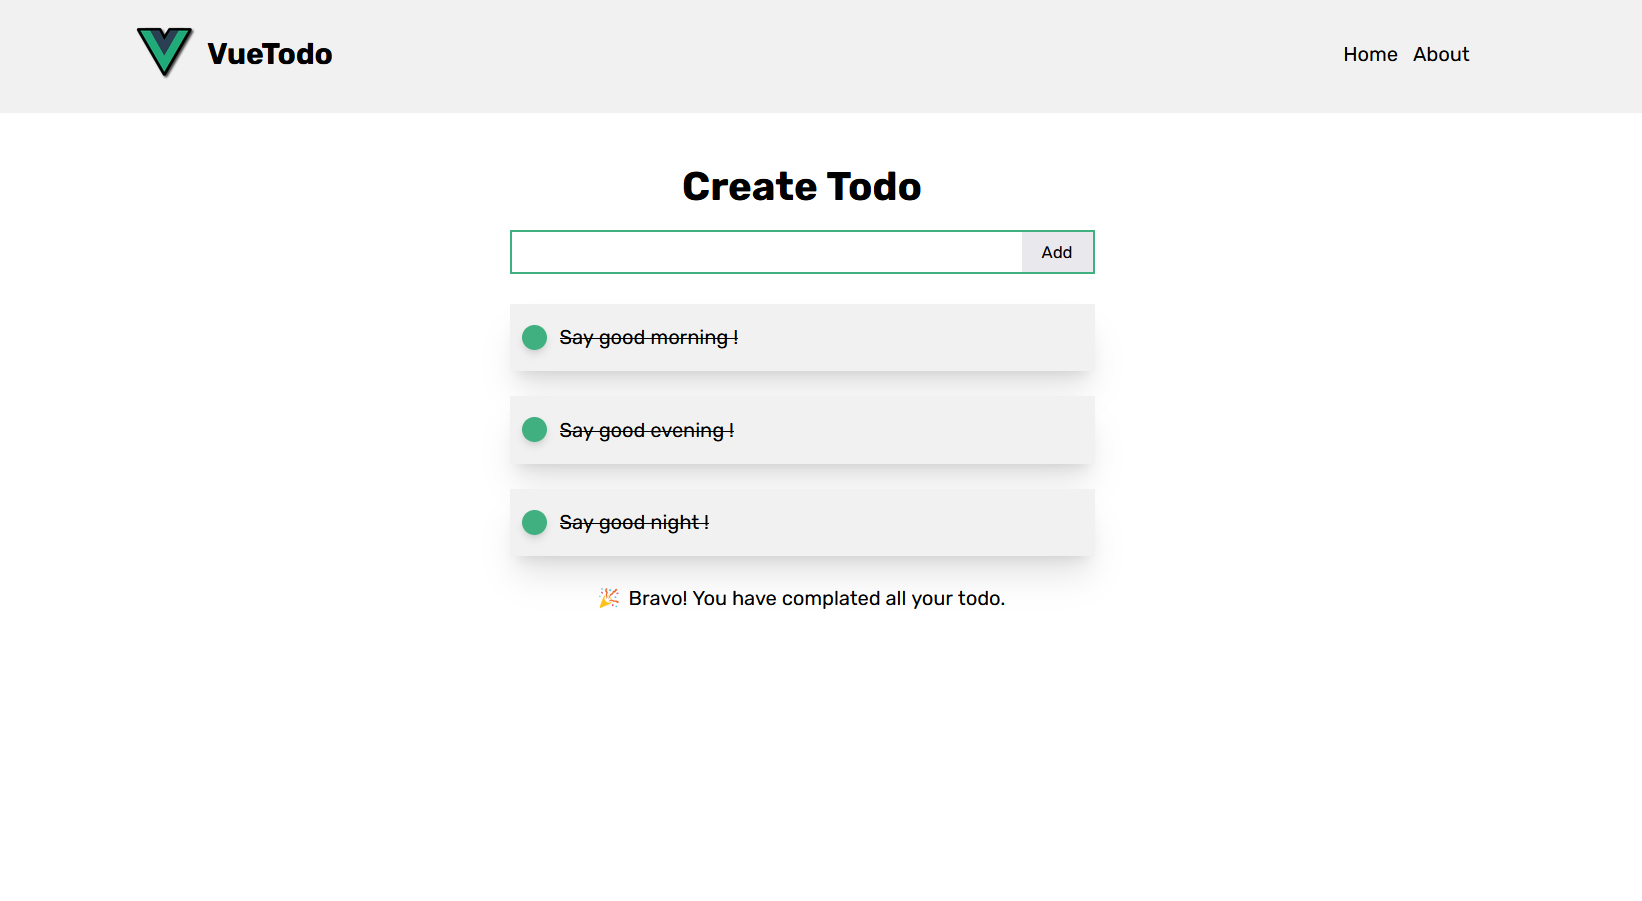 VueTodo
Home About
Create Todo
Add
Say good morning !
Say good evening !
Say good night !
🎉 Bravo! You have complated all your todo.